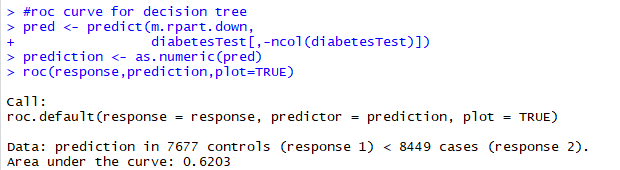 > #roc curve for decision tree
> pred <- predict(m.rpart.down,
+                 diabetesTest[,-ncol(diabetesTest)])
> prediction <- as.numeric(pred)
> roc(response,prediction,plot=TRUE)

Call:
roc.default(response = response, predictor = prediction, plot = TRUE)

Data: prediction in 7677 controls (response 1) < 8449 cases (response 2).
Area under the curve: 0.6203